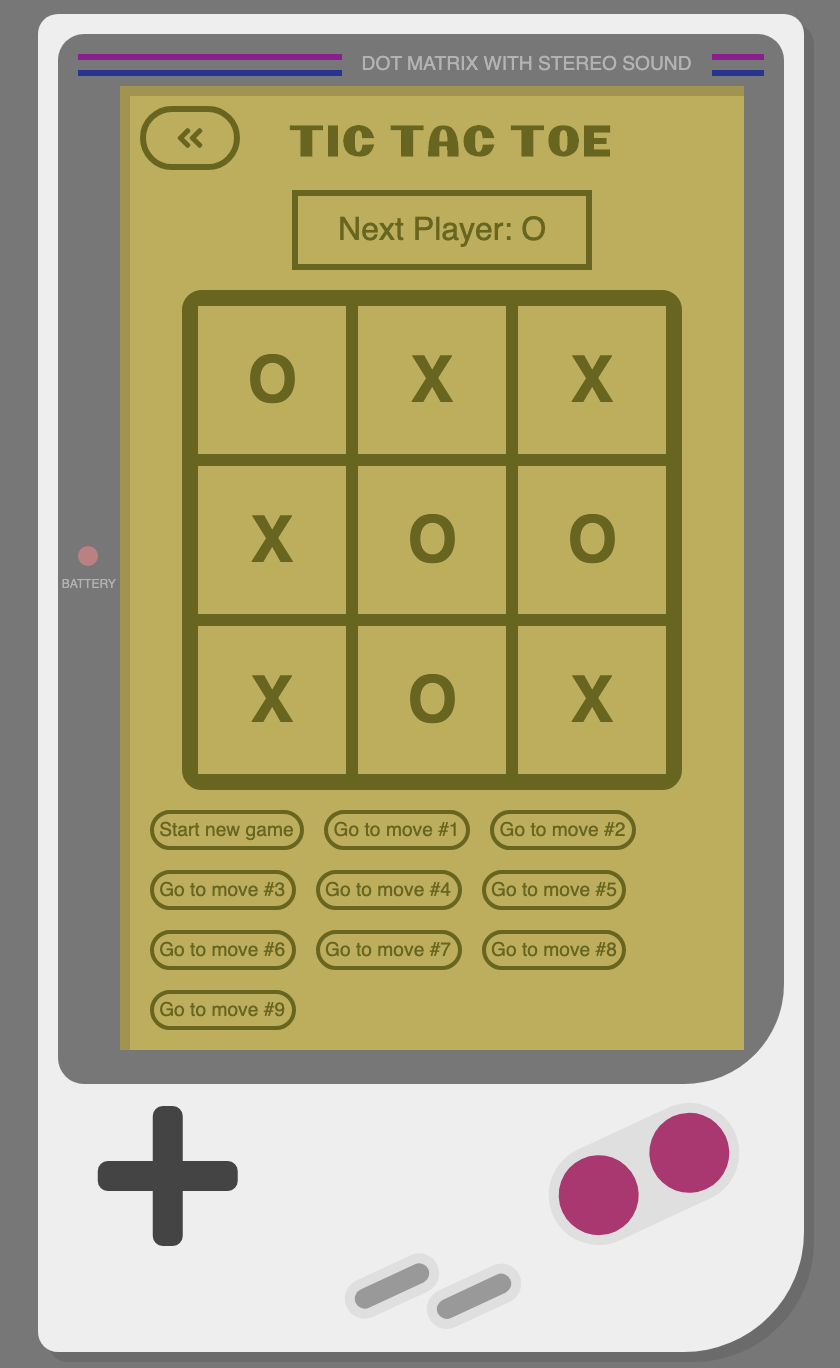 DOT MATRIX WITH STEREO SOUND
TIC TAC TOE
Next Player: O
O X X
X O O
X O X
BATTERY
Start new game Go to move #1 Go to move #2
Go to move #3 Go to move #4 Go to move #5
Go to move #6 Go to move #7 Go to move #8
Go to move #9